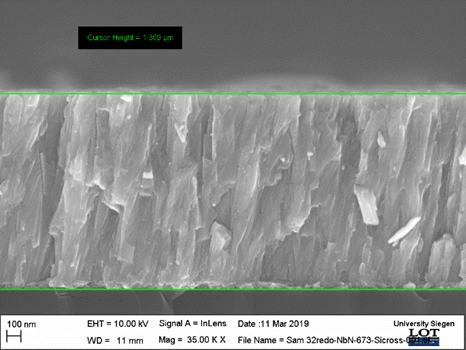 Cursor Height = 1.369 µm
100 nm EHT = 10.00 kV Signal A = InLens Date :11 Mar 2019 University Siegen
WD = 11 mm Mag = 35.00 K X File Name = Sam 32redo-NbN-673-Sicross-
LOT